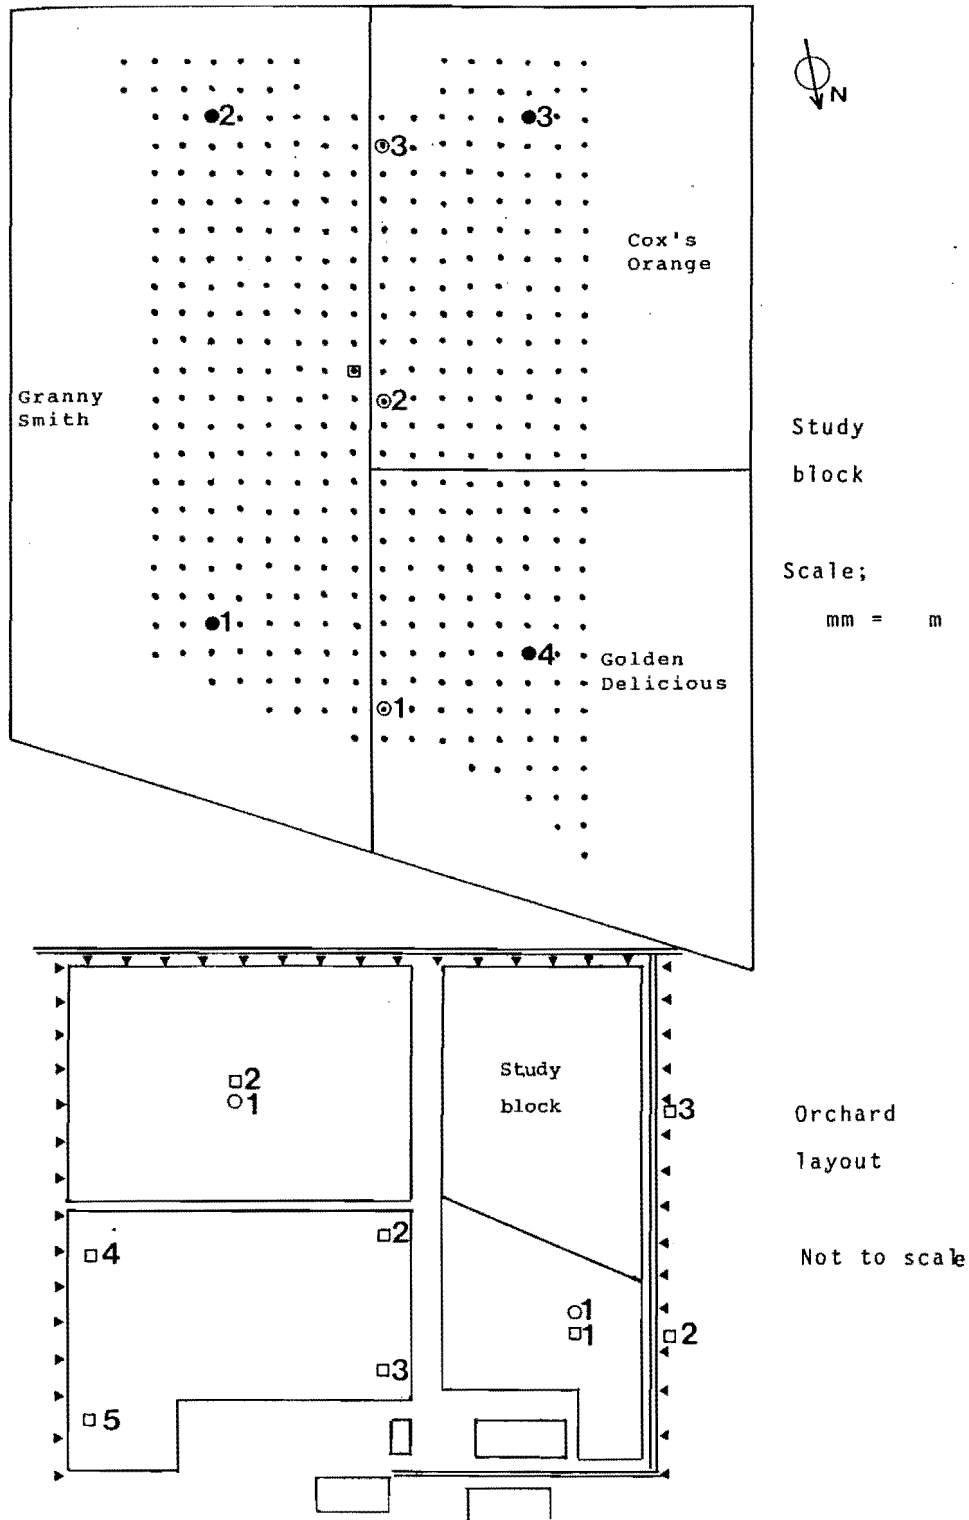 N
2
3
3
Cox's
Orange
2
Granny
Smith
Study
block
Scale;
mm = m
1
4
Golden
Delicious
1
Study
block
2
1
3
Orchard
layout
2
4
Not to scale
1
1
2
3
5